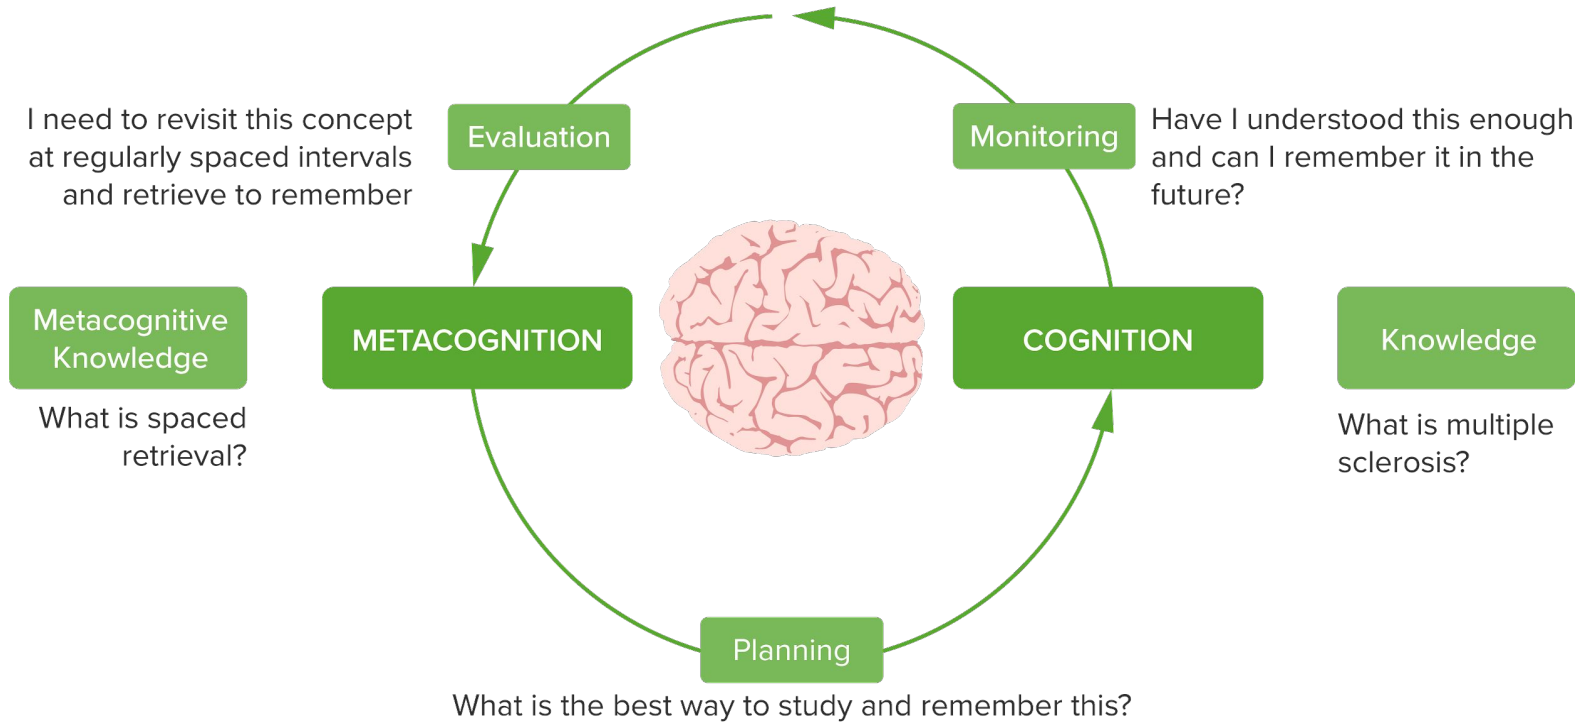 I need to revisit this concept
at regularly spaced intervals
and retrieve to remember
Evaluation
Monitoring
Have I understood this enough
and can I remember it in the
future?
Metacognitive
Knowledge
What is spaced
retrieval?
METACOGNITION
COGNITION
Knowledge
What is multiple
sclerosis?
Planning
What is the best way to study and remember this?